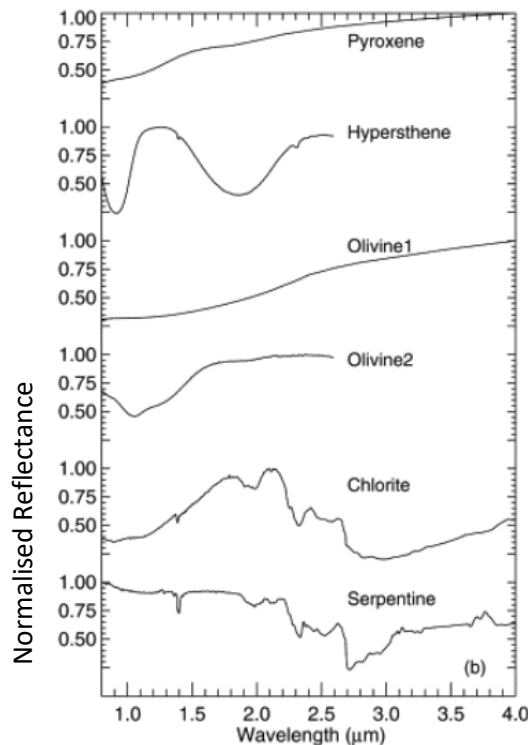 1.00
0.75
0.50
Pyroxene
1.00
0.75
0.50
Hypersthene
1.00
0.75
0.50
Olivine1
1.00
0.75
0.50
Olivine2
1.00
0.75
0.50
Chlorite
1.00
0.75
0.50
Serpentine
(b)
Normalised Reflectance
1.0 1.5 2.0 2.5 3.0 3.5 4.0
Wavelength (μm)